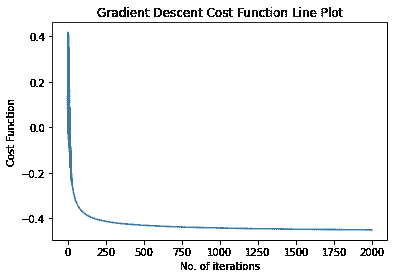 Gradient Descent Cost Function Line Plot
0.4
0.2
0.0
−0.2
−0.4
Cost Function
0 250 500 750 1000 1250 1500 1750 2000
No. of iterations